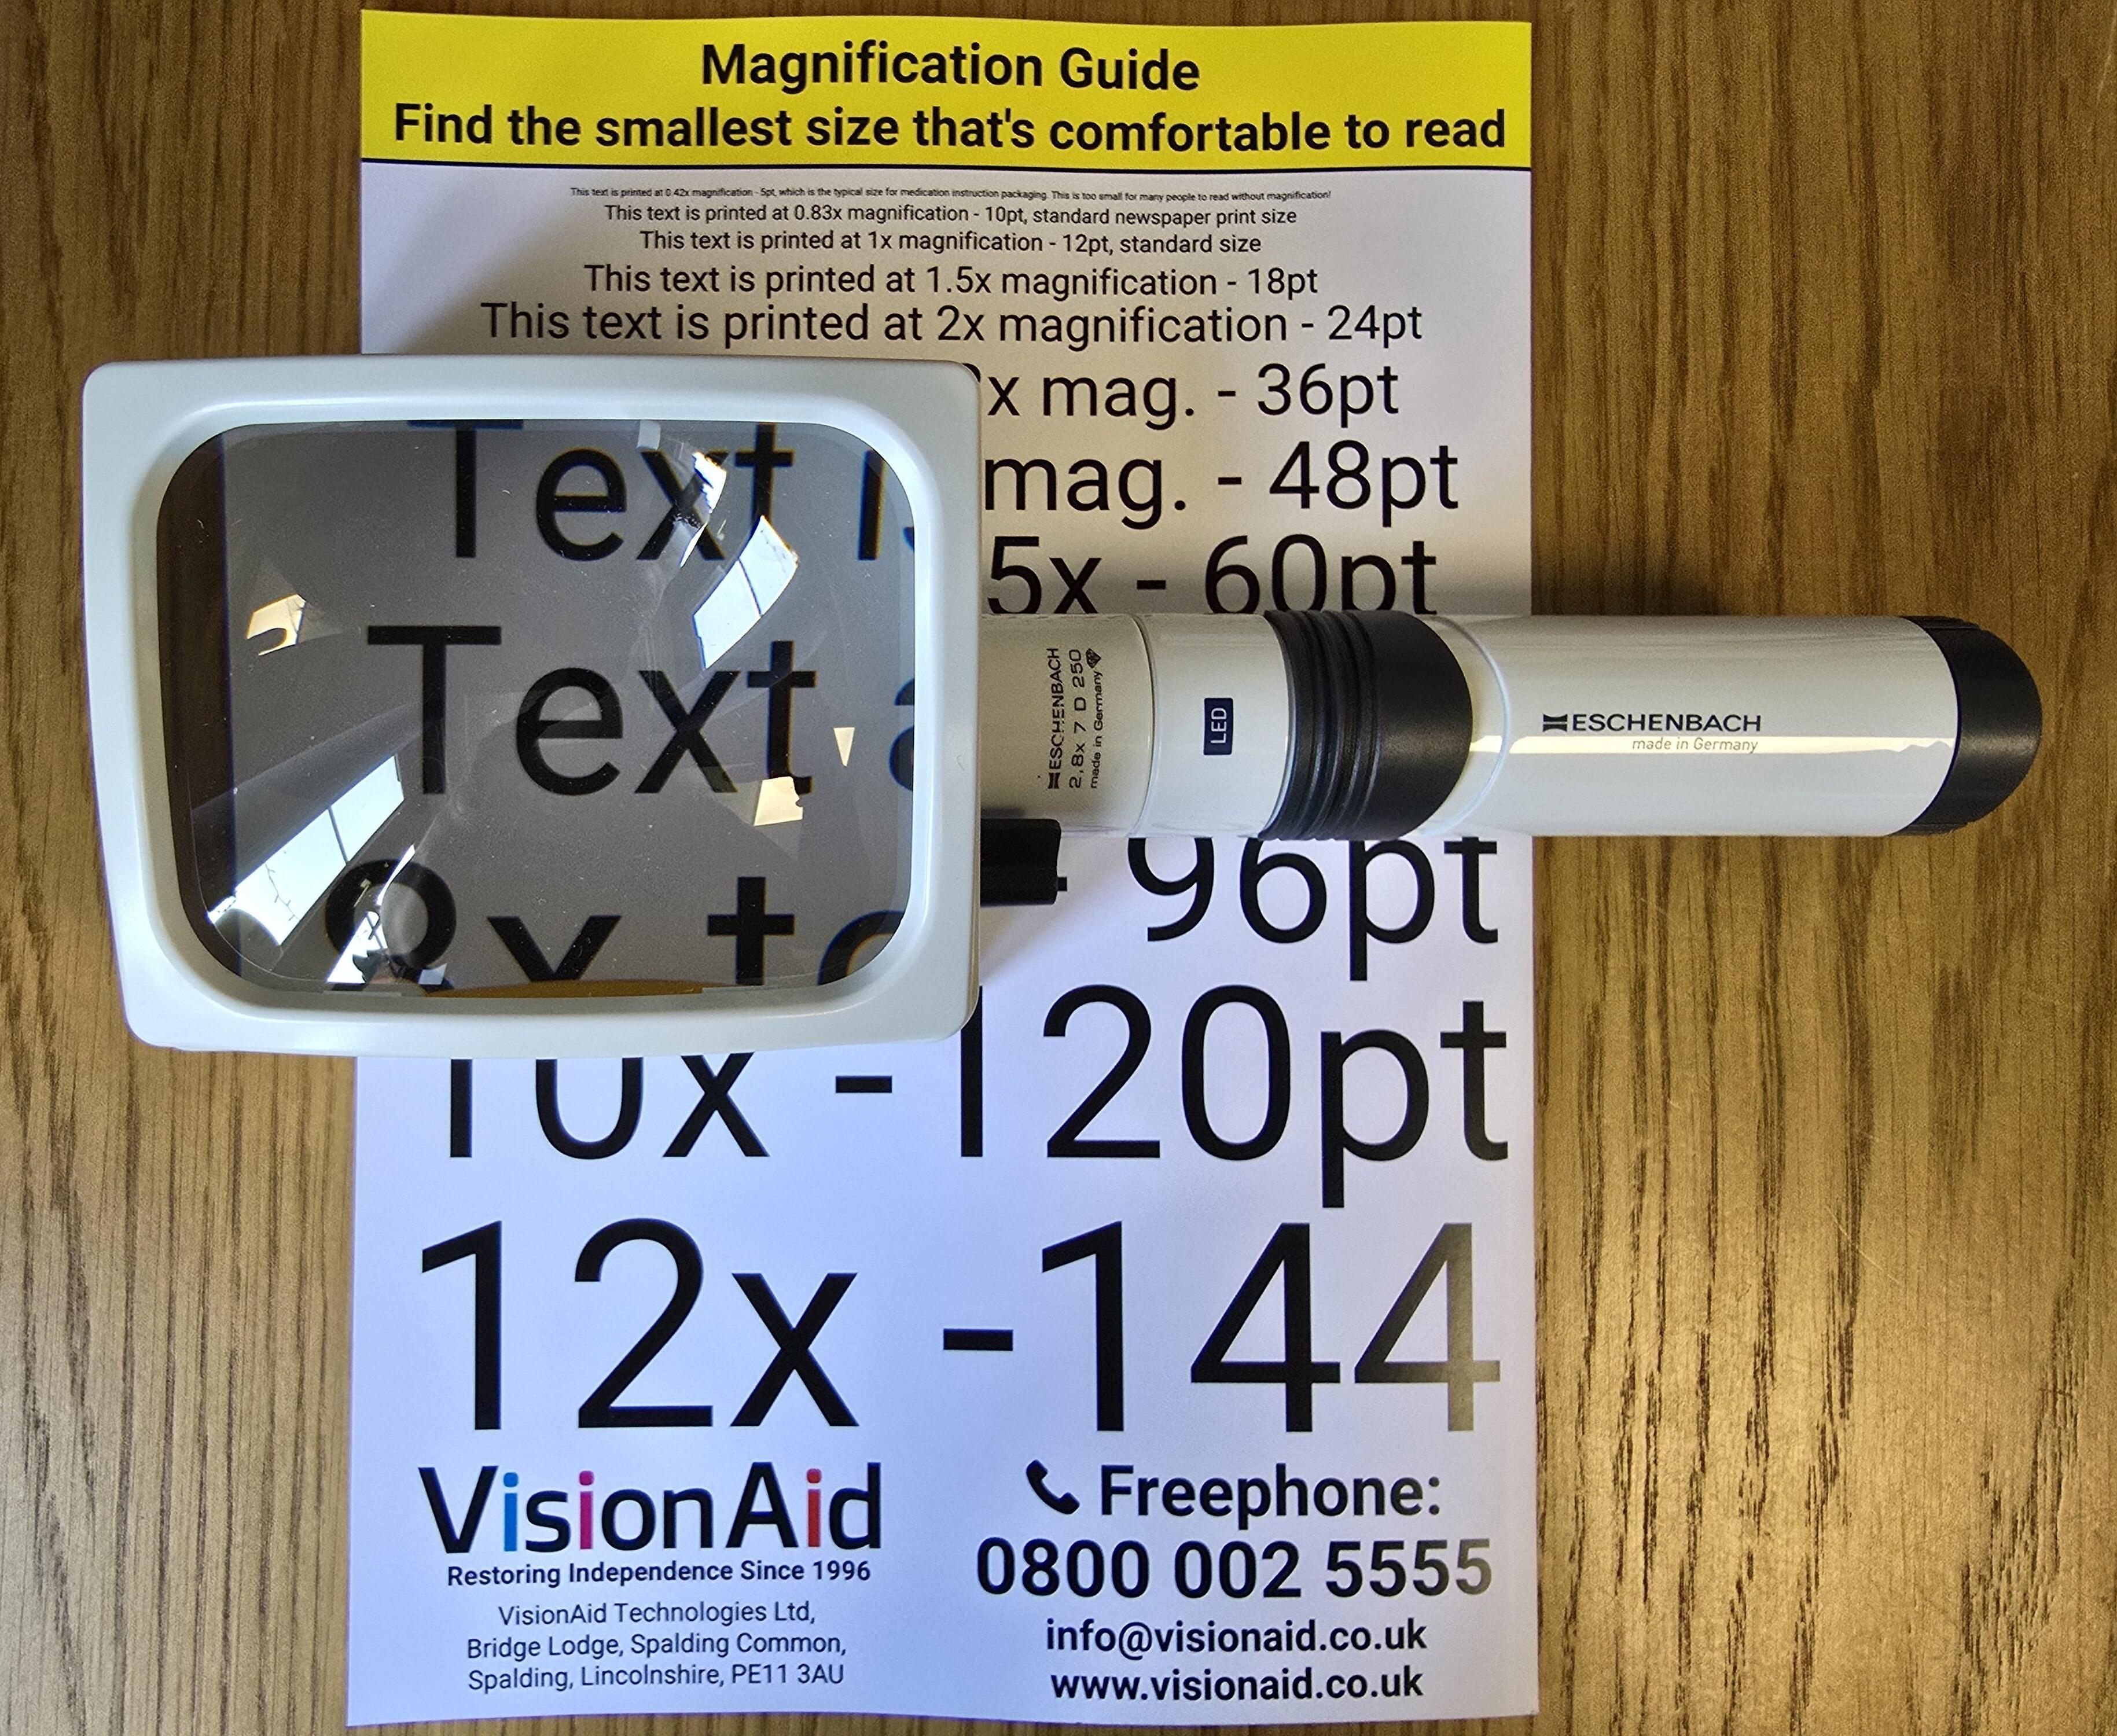 Magnification Guide
Find the smallest size that's comfortable to read
This text is printed at 0.42x magnification - 5pt, which is the typical size for medication instruction packaging. This is too small for many people to read without magnification!
This text is printed at 0.83x magnification - 10pt, standard newspaper print size
This text is printed at 1x magnification - 12pt, standard size
This text is printed at 1.5x magnification - 18pt
This text is printed at 2x magnification - 24pt
x mag. - 36pt
mag. - 48pt
5x - 60pt
Text
Text a
8x
ESCHENBACH
2,8x 7 D 250
made in Germany
LED
ESCHENBACH
made in Germany
- 96pt
10x -120pt
12x -144
VisionAid
Restoring Independence Since 1996
VisionAid Technologies Ltd,
Bridge Lodge, Spalding Common,
Spalding, Lincolnshire, PE11 3AU
Freephone:
0800 002 5555
info@visionaid.co.uk
www.visionaid.co.uk